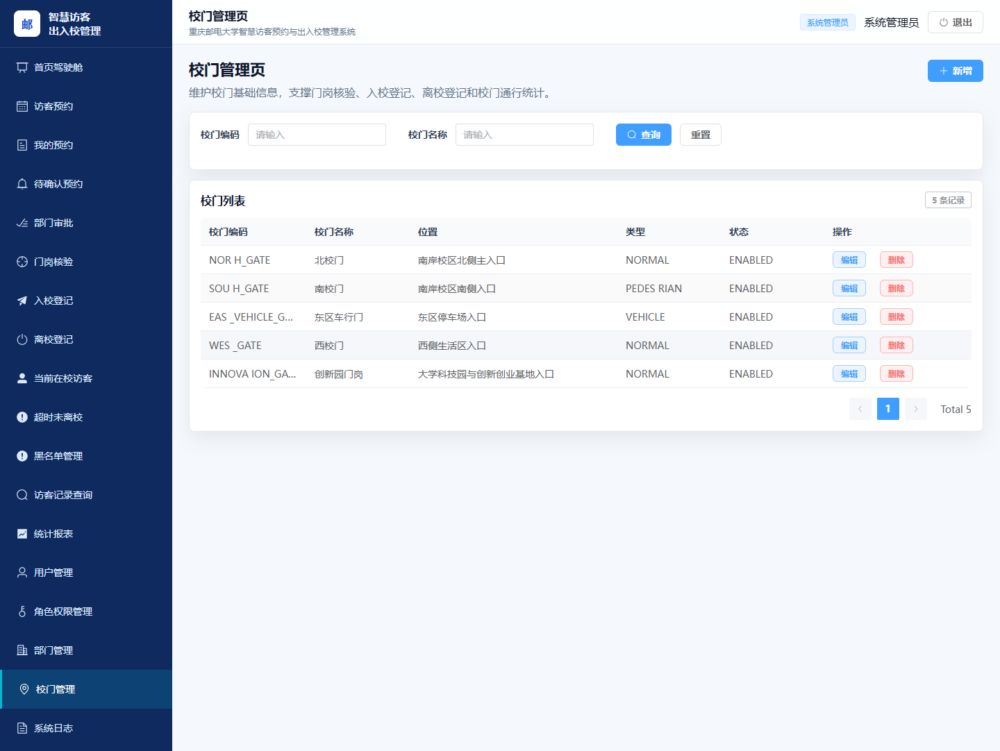 邮
智慧访客
出入校管理
首页驾驶舱
访客预约
我的预约
待确认预约
部门审批
门岗核验
入校登记
离校登记
当前在校访客
超时未离校
黑名单管理
访客记录查询
统计报表
用户管理
角色权限管理
部门管理
校门管理
系统日志
校门管理页
重庆邮电大学智慧访客预约与出入校管理系统
系统管理员 系统管理员 退出
校门管理页
新增
维护校门基础信息，支撑门岗核验、入校登记、离校登记和校门通行统计。
校门编码 请输入 校门名称 请输入 查询 重置
校门列表 5 条记录
校门编码 校门名称 位置 类型 状态 操作
NOR H_GATE 北校门 南岸校区北侧主入口 NORMAL ENABLED 编辑 删除
SOU H_GATE 南校门 南岸校区南侧入口 PEDES RIAN ENABLED 编辑 删除
EAS _VEHICLE_G... 东区车行门 东区停车场入口 VEHICLE ENABLED 编辑 删除
WES _GATE 西校门 西侧生活区入口 NORMAL ENABLED 编辑 删除
INNOVA ION_GA... 创新园门岗 大学科技园与创新创业基地入口 NORMAL ENABLED 编辑 删除
1 Total 5